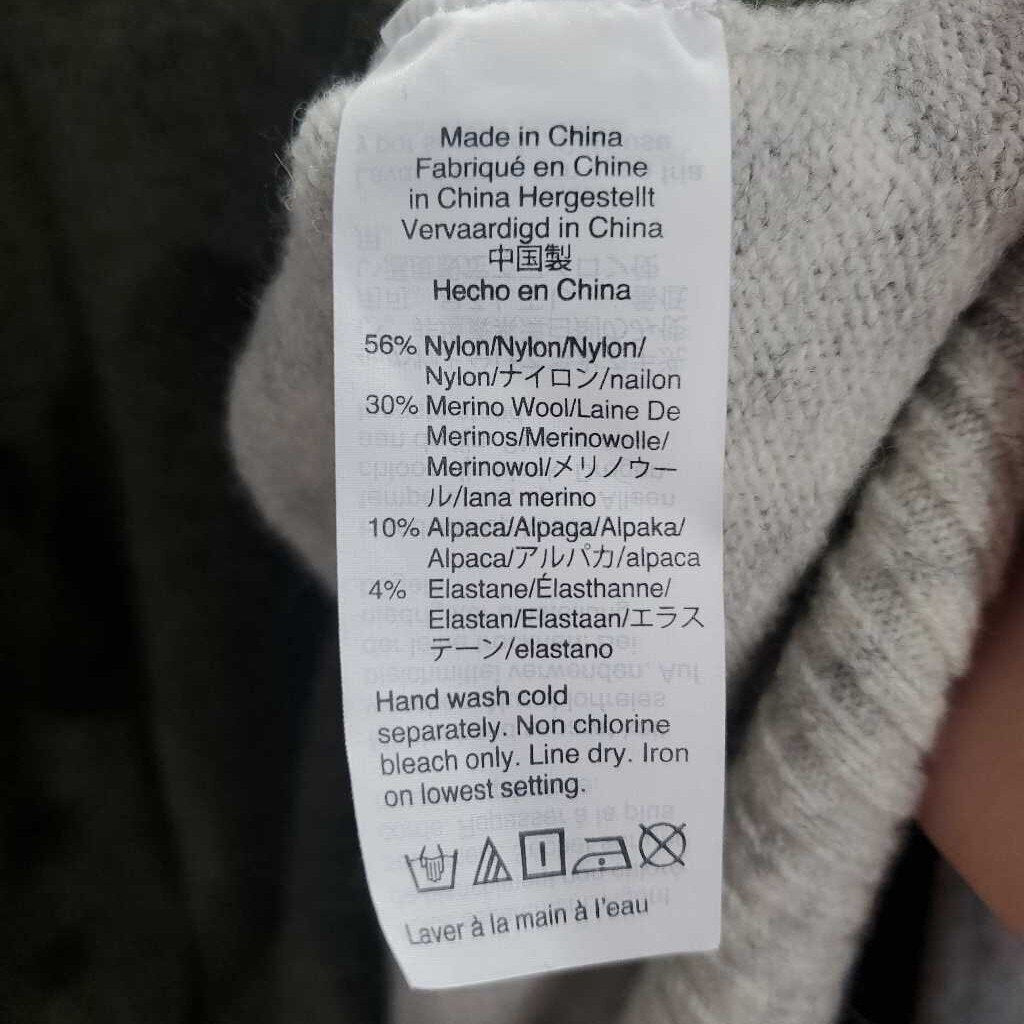 Made in China
Fabriqué en Chine
in China Hergestellt
Vervaardigd in China
中国製
Hecho en China
56% Nylon/Nylon/Nylon/
Nylon/ナイロン/nailon
30% Merino Wool/Laine De
Merinos/Merinowolle/
Merinowol/メリノウー
ル/lana merino
10% Alpaca/Alpaga/Alpaka/
Alpaca/アルパカ/alpaca
4% Elastane/Élasthanne/
Elastan/Elastaan/エラス
テーン/elastano
Hand wash cold
separately. Non chlorine
bleach only. Line dry. Iron
on lowest setting.
Laver à la main à l'eau